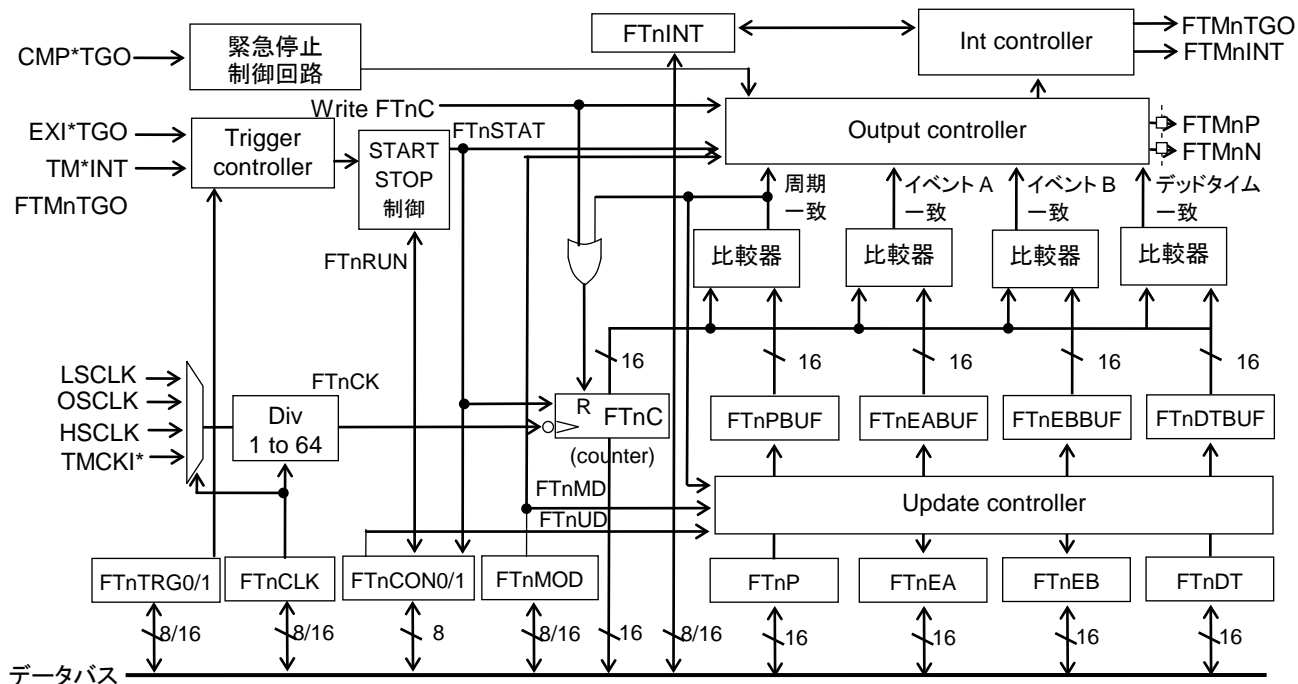 CMP*TGO
緊急停止
制御回路
FTnINT
Int controller
FTMnTGO
FTMnINT
Write FTnC
EXI*TGO
TM*INT
FTMnTGO
Trigger
controller
START
STOP
制御
FTnSTAT
Output controller
FTMnP
FTMnN
周期
一致
イベント A
一致
イベント B
一致
デッドタイム
一致
比較器
比較器
比較器
比較器
FTnRUN
16
16
16
16
16
LSCLK
OSCLK
HSCLK
TMCKI*
Div
1 to 64
FTnCK
R
FTnC
(counter)
FTnPBUF
FTnEABUF
FTnEBBUF
FTnDTBUF
FTnMD
FTnUD
Update controller
FTnTRG0/1
FTnCLK
FTnCON0/1
FTnMOD
FTnP
FTnEA
FTnEB
FTnDT
8/16
8/16
8
8/16
16
8/16
16
16
16
16
データバス